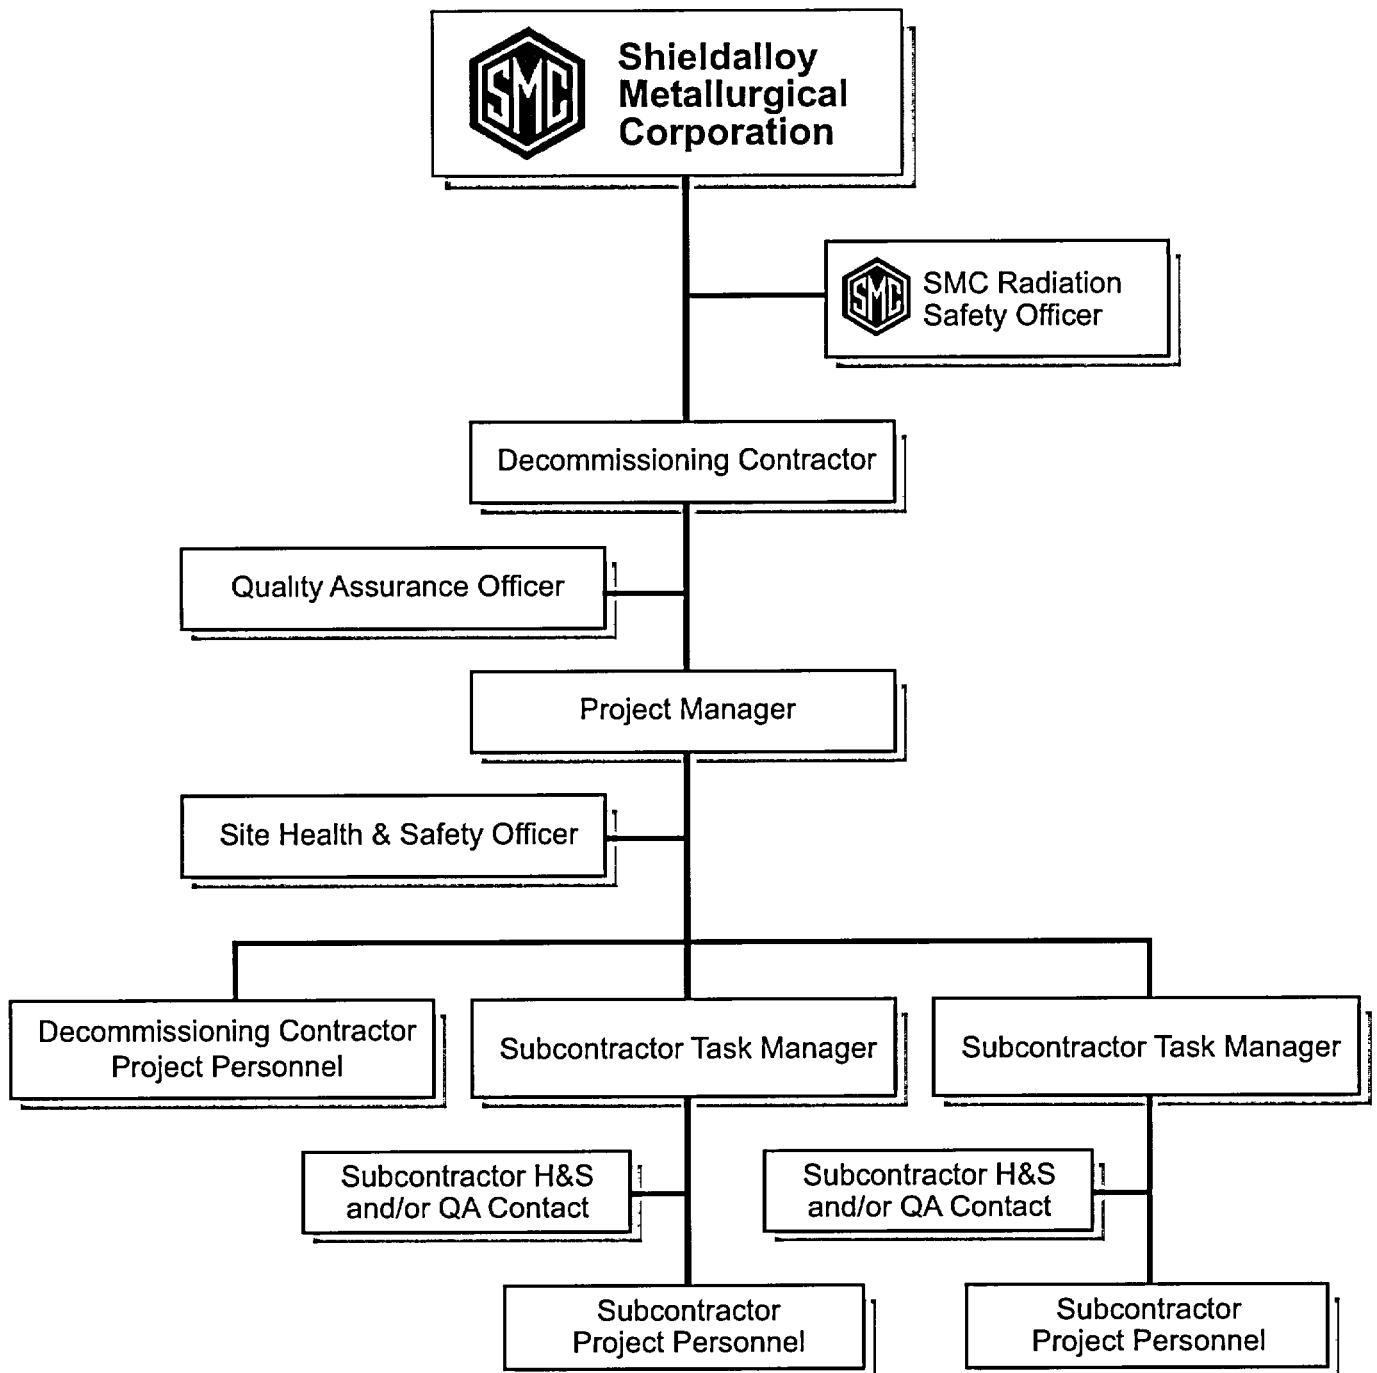 SMC
Shieldalloy
Metallurgical
Corporation
SMC
SMC Radiation
Safety Officer
Decommissioning Contractor
Quality Assurance Officer
Project Manager
Site Health & Safety Officer
Decommissioning Contractor
Project Personnel
Subcontractor Task Manager
Subcontractor Task Manager
Subcontractor H&S
and/or QA Contact
Subcontractor H&S
and/or QA Contact
Subcontractor
Project Personnel
Subcontractor
Project Personnel